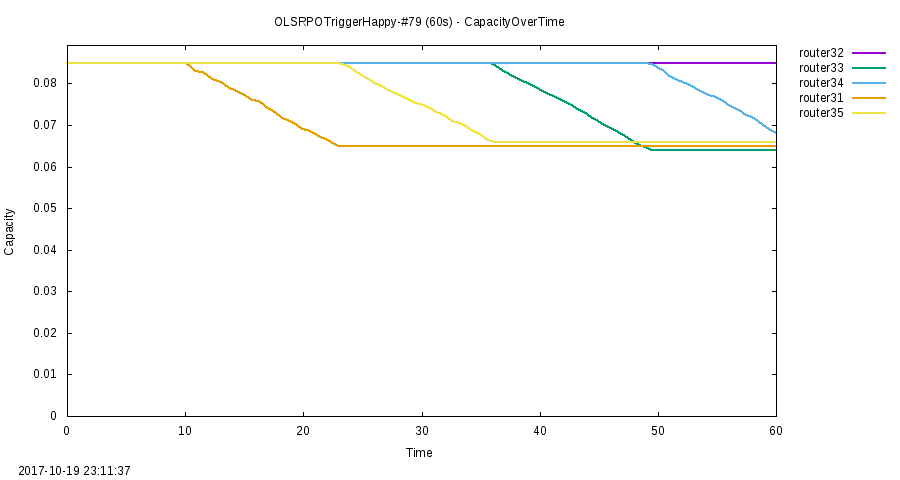 OLSRPOTriggerHappy-#79 (60s) - CapacityOverTime
router32
router33
router34
router31
router35
0.08
0.07
0.06
0.05
0.04
0.03
0.02
0.01
0
Capacity
0 10 20 30 40 50 60
Time
2017-10-19 23:11:37